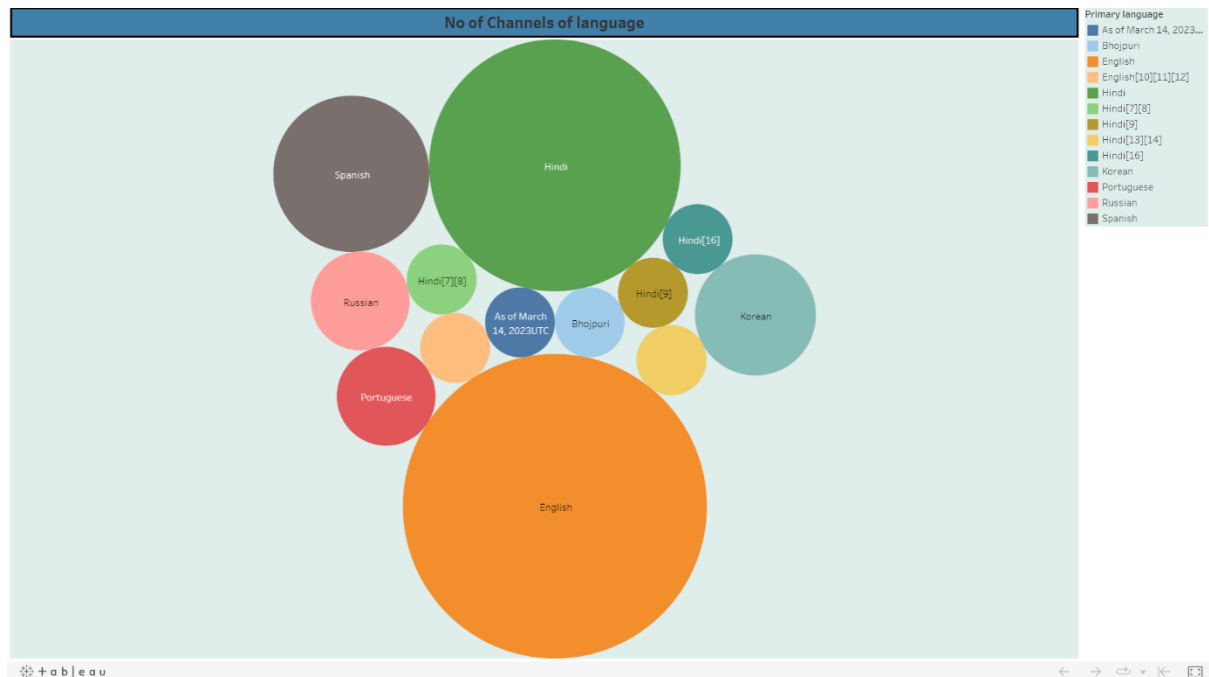 No of Channels of language
Primary language
As of March 14, 2023...
Bhojpuri
English
English[10][11][12]
Hindi
Hindi[7][8]
Hindi[9]
Hindi[13][14]
Hindi[16]
Korean
Portuguese
Russian
Spanish
Hindi
Spanish
Hindi[16]
Hindi[7][8]
Hindi[9]
Russian
As of March
14, 2023UTC
Bhojpuri
Korean
Portuguese
English
+ a b | e a u